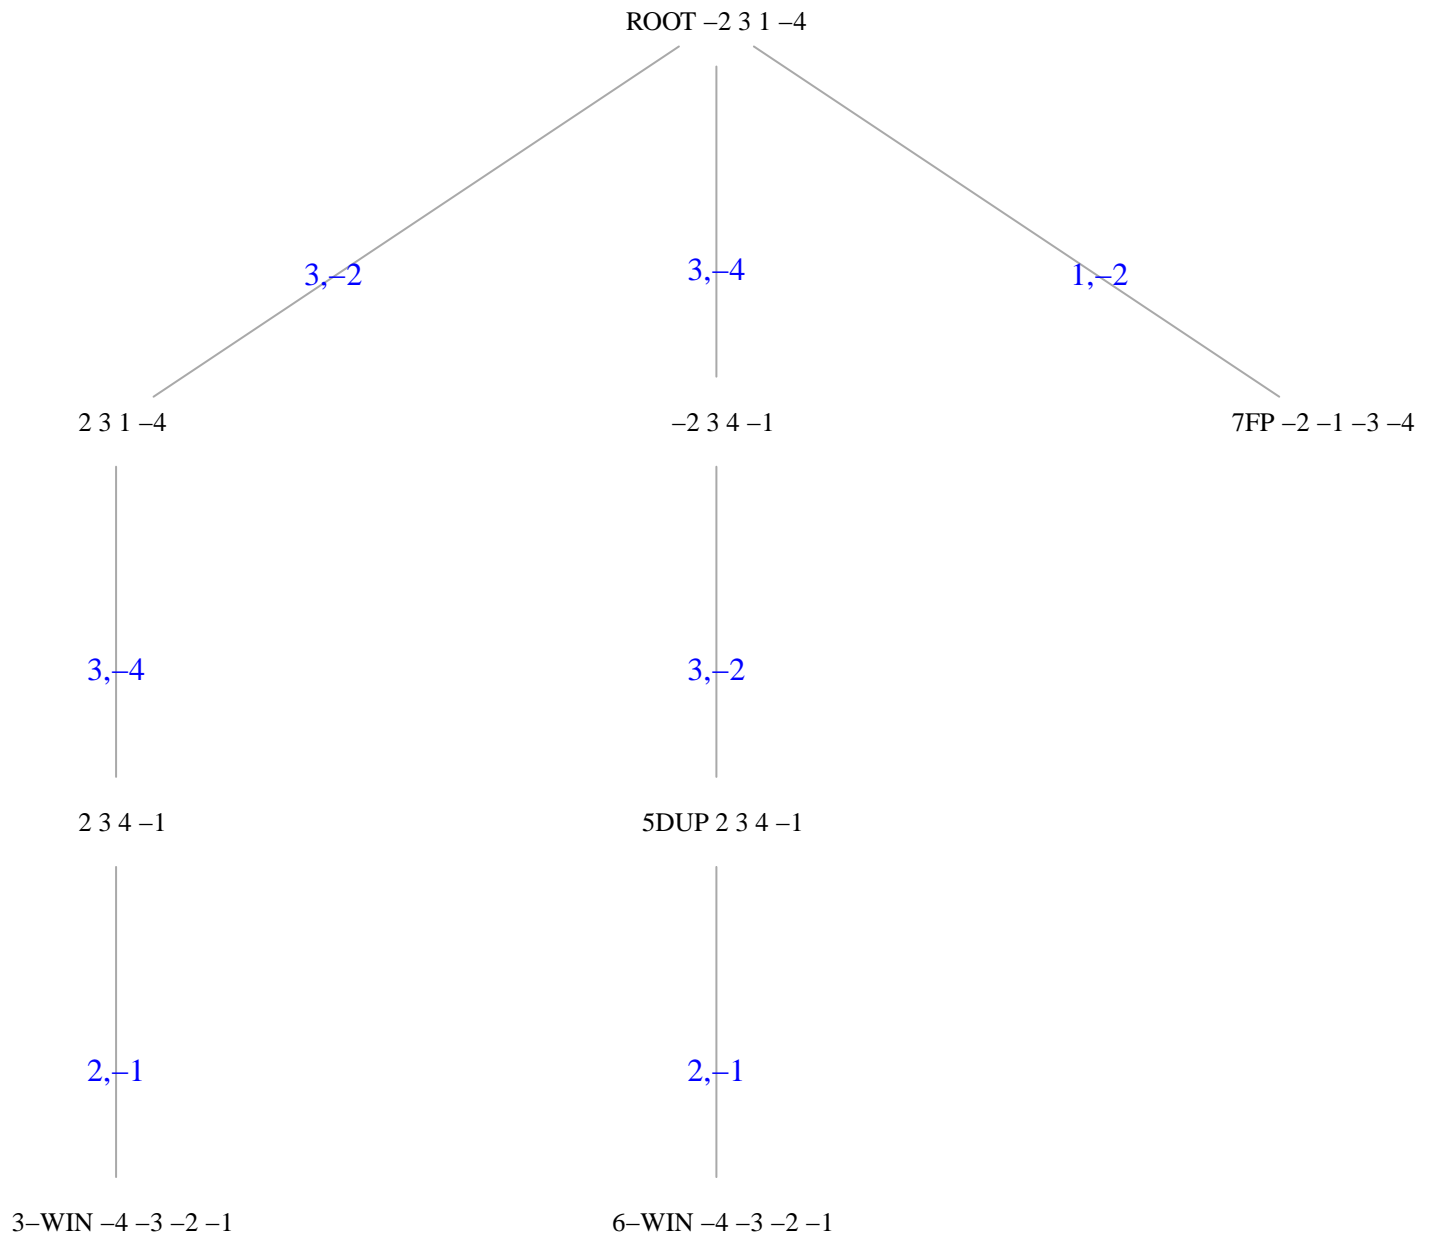 ROOT –2 3 1 –4
3,–2
3,–4
1,–2
2 3 1 –4
–2 3 4 –1
7FP –2 –1 –3 –4
3,–4
3,–2
2 3 4 –1
5DUP 2 3 4 –1
2,–1
2,–1
3–WIN –4 –3 –2 –1
6–WIN –4 –3 –2 –1